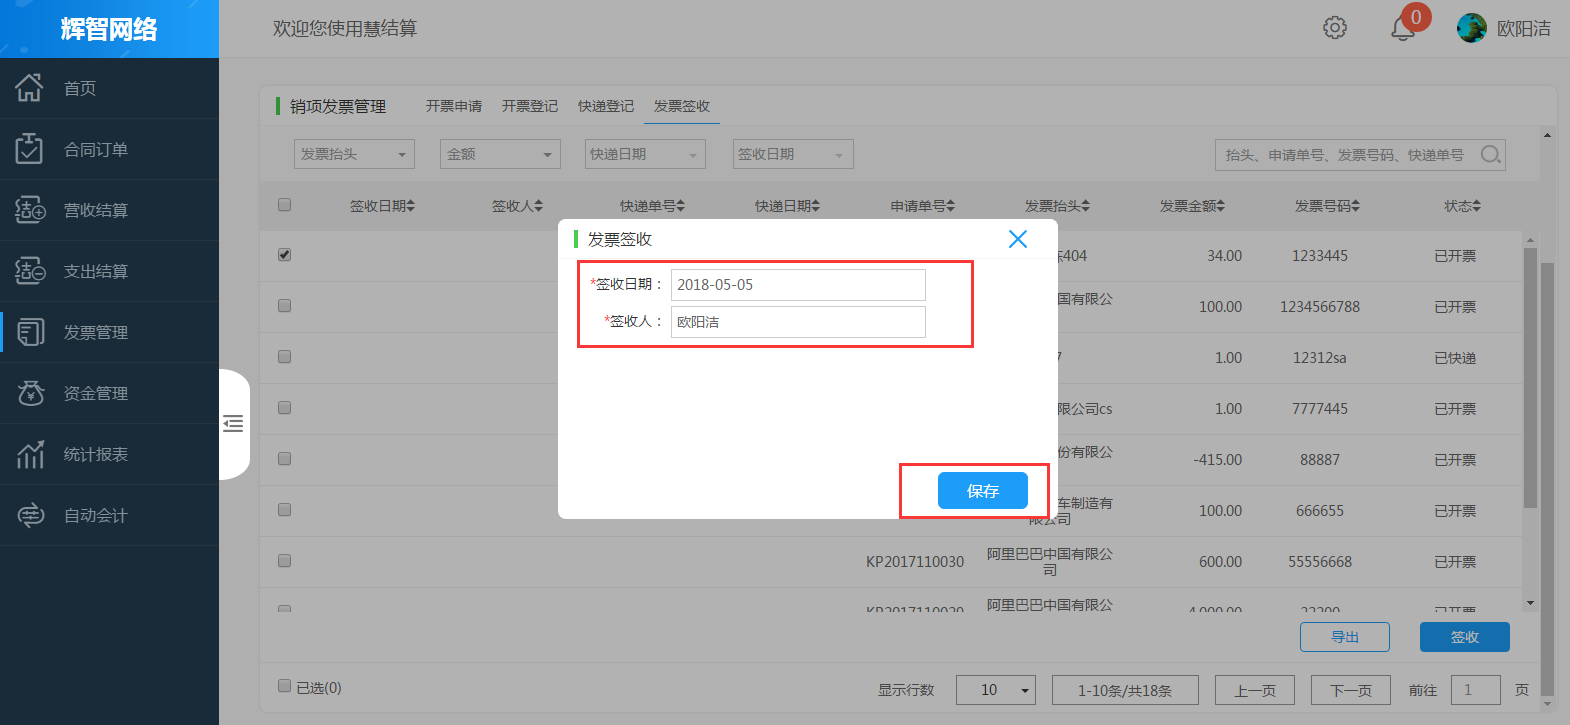 辉智网络
欢迎您使用慧结算
0
欧阳洁
首页
合同订单
营收结算
支出结算
发票管理
资金管理
统计报表
自动会计
销项发票管理 开票申请 开票登记 快递登记 发票签收
发票抬头 金额 快递日期 签收日期 抬头、申请单号、发票号码、快递单号
签收日期 签收人 快递单号 快递日期 申请单号 发票抬头 发票金额 发票号码 状态
发票签收
*签收日期： 2018-05-05
*签收人： 欧阳洁
保存
404 34.00 1233445 已开票
国有限公 100.00 1234566788 已开票
1.00 12312sa 已快递
限公司cs 1.00 7777445 已开票
份有限公 -415.00 88887 已开票
车制造有
限公司 100.00 666655 已开票
KP2017110030 阿里巴巴中国有限公
司 600.00 55556668 已开票
KP2017110029 阿里巴巴中国有限公 4,000.00 22200 已开票
导出 签收
已选(0) 显示行数 10 1-10条/共18条 上一页 下一页 前往 1 页